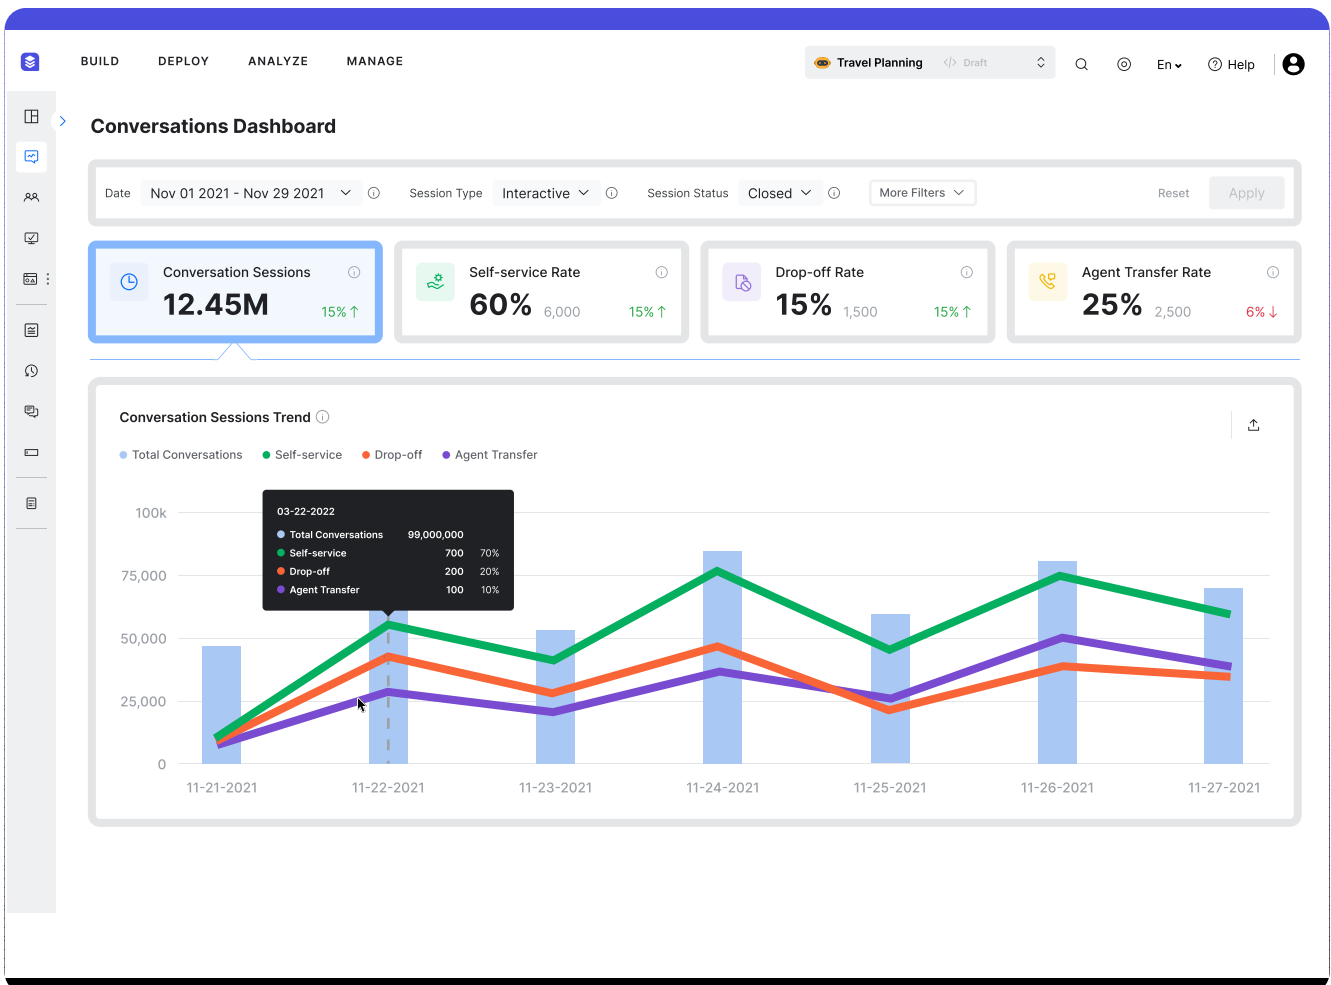 BUILD DEPLOY ANALYZE MANAGE Travel Planning </> Draft En Help
Conversations Dashboard
Date Nov 01 2021 - Nov 29 2021 Session Type Interactive Session Status Closed More Filters Reset Apply
Conversation Sessions
12.45M 15% ↑
Self-service Rate
60% 6,000 15% ↑
Drop-off Rate
15% 1,500 15% ↑
Agent Transfer Rate
25% 2,500 6% ↓
Conversation Sessions Trend
Total Conversations Self-service Drop-off Agent Transfer
03-22-2022
Total Conversations 99,000,000
Self-service 700 70%
Drop-off 200 20%
Agent Transfer 100 10%
100k
75,000
50,000
25,000
0
11-21-2021 11-22-2021 11-23-2021 11-24-2021 11-25-2021 11-26-2021 11-27-2021